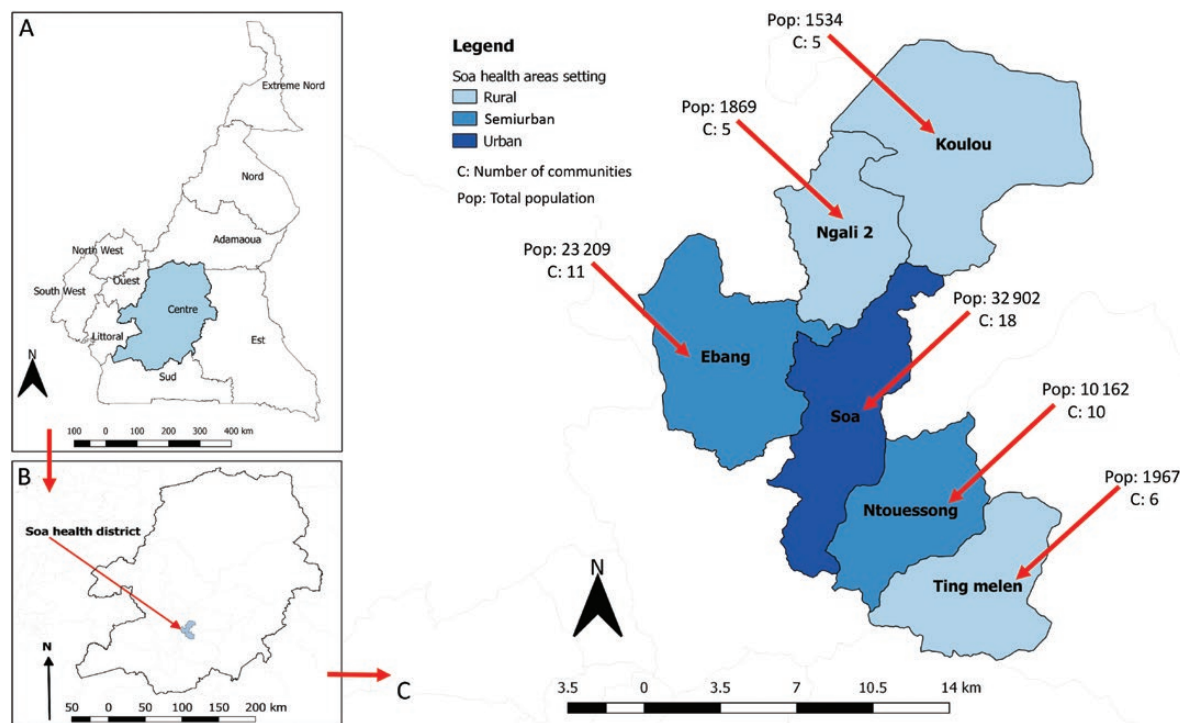 A
Extreme Nord
Nord
Adamaoua
North West
Ouest
South West
Centre
Littoral
Est
Sud
N
100 0 100 200 300 400 km
B
Soa health district
N
50 0 50 100 150 200 km
C
Legend
Soa health areas setting
Rural
Semiurban
Urban
C: Number of communities
Pop: Total population
Pop: 1534
C: 5
Pop: 1869
C: 5
Koulou
Ngali 2
Pop: 23 209
C: 11
Pop: 32 902
C: 18
Ebang
Soa
Pop: 10 162
C: 10
Pop: 1967
C: 6
Ntouessong
Ting melen
N
3.5 0 3.5 7 10.5 14 km